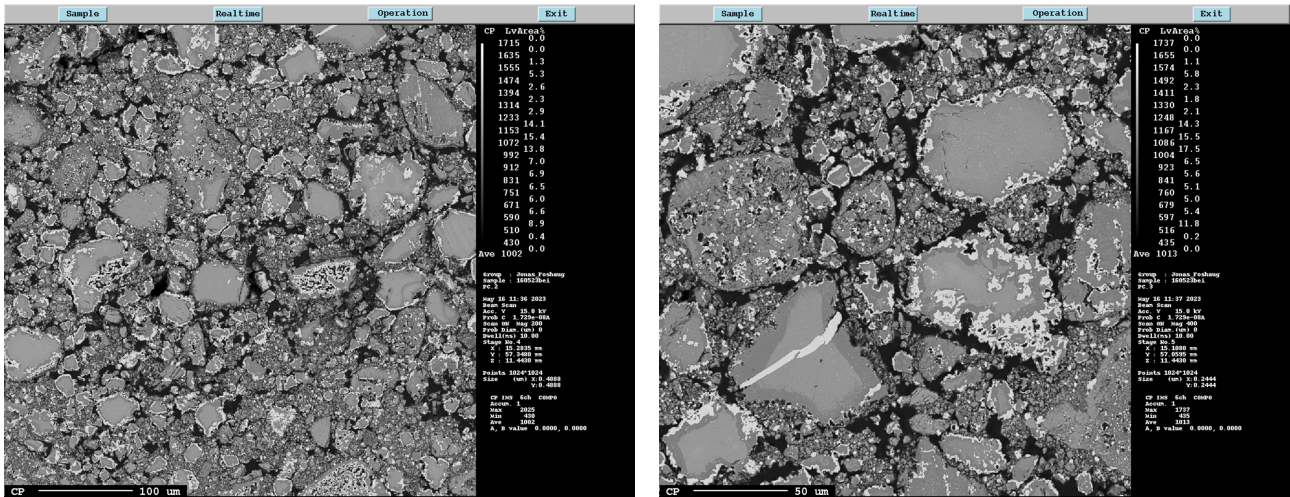 Sample Realtime Operation Exit
CP LvArea%
0.0
1715 0.0
1635 1.3
1555 5.3
1474 2.6
1394 2.3
1314 2.9
1233 14.1
1153 15.4
1072 13.8
992 7.0
912 6.9
831 6.5
751 6.0
671 6.6
590 8.9
510 0.4
430 0.0
Ave 1002
Group : Jonas_Foshaug
Sample : 160523bei
PC.2
May 16 11:36 2023
Beam Scan
Acc. V 15.0 kV
Prob C 1.729e-08A
Scan ON Mag 200
Prob Diam.(um) 0
Dwell(ms) 10.00
Stage No.4
X : 15.2835 mm
Y : 57.3480 mm
Z : 11.4430 mm
Points 1024*1024
Size (um) X:0.4888
Y:0.4888
CP IMS 6ch COMPO
Accum. 1
Max 2025
Min 430
Ave 1002
A, B value 0.0000, 0.0000
CP 100 um
Sample Realtime Operation Exit
CP LvArea%
0.0
1737 0.0
1655 1.1
1574 5.8
1492 2.3
1411 1.8
1330 2.1
1248 14.3
1167 15.5
1086 17.5
1004 6.5
923 5.6
841 5.1
760 5.0
679 5.4
597 11.8
516 0.2
435 0.0
Ave 1013
Group : Jonas_Foshaug
Sample : 160523bei
PC.3
May 16 11:37 2023
Beam Scan
Acc. V 15.0 kV
Prob C 1.729e-08A
Scan ON Mag 400
Prob Diam.(um) 0
Dwell(ms) 10.00
Stage No.5
X : 15.1880 mm
Y : 57.0595 mm
Z : 11.4430 mm
Points 1024*1024
Size (um) X:0.2444
Y:0.2444
CP IMS 6ch COMPO
Accum. 1
Max 1737
Min 435
Ave 1013
A, B value 0.0000, 0.0000
CP 50 um